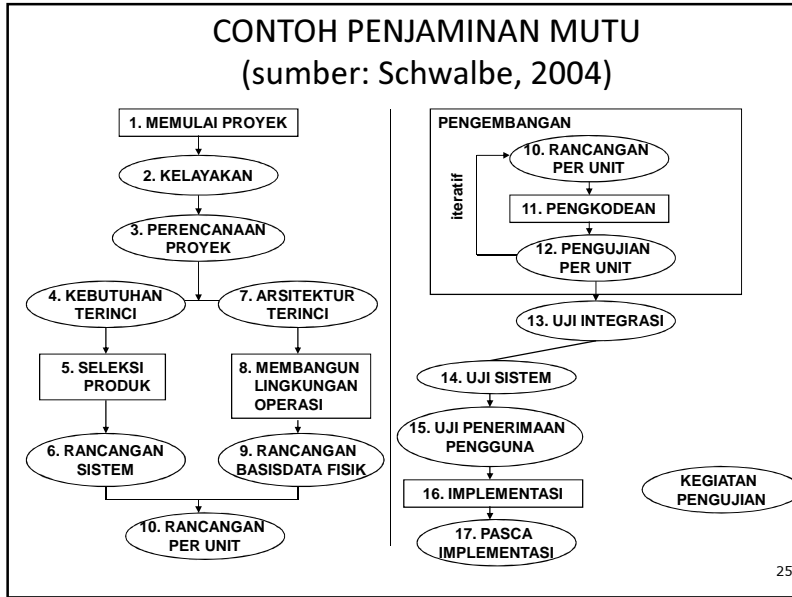 CONTOH PENJAMINAN MUTU
(sumber: Schwalbe, 2004)
1. MEMULAI PROYEK
2. KELAYAKAN
3. PERENCANAAN
PROYEK
4. KEBUTUHAN
TERINCI
7. ARSITEKTUR
TERINCI
5. SELEKSI
PRODUK
8. MEMBANGUN
LINGKUNGAN
OPERASI
6. RANCANGAN
SISTEM
9. RANCANGAN
BASISDATA FISIK
10. RANCANGAN
PER UNIT
PENGEMBANGAN
10. RANCANGAN
PER UNIT
iteratif
11. PENGKODEAN
12. PENGUJIAN
PER UNIT
13. UJI INTEGRASI
14. UJI SISTEM
15. UJI PENERIMAAN
PENGGUNA
16. IMPLEMENTASI
17. PASCA
IMPLEMENTASI
KEGIATAN
PENGUJIAN
25